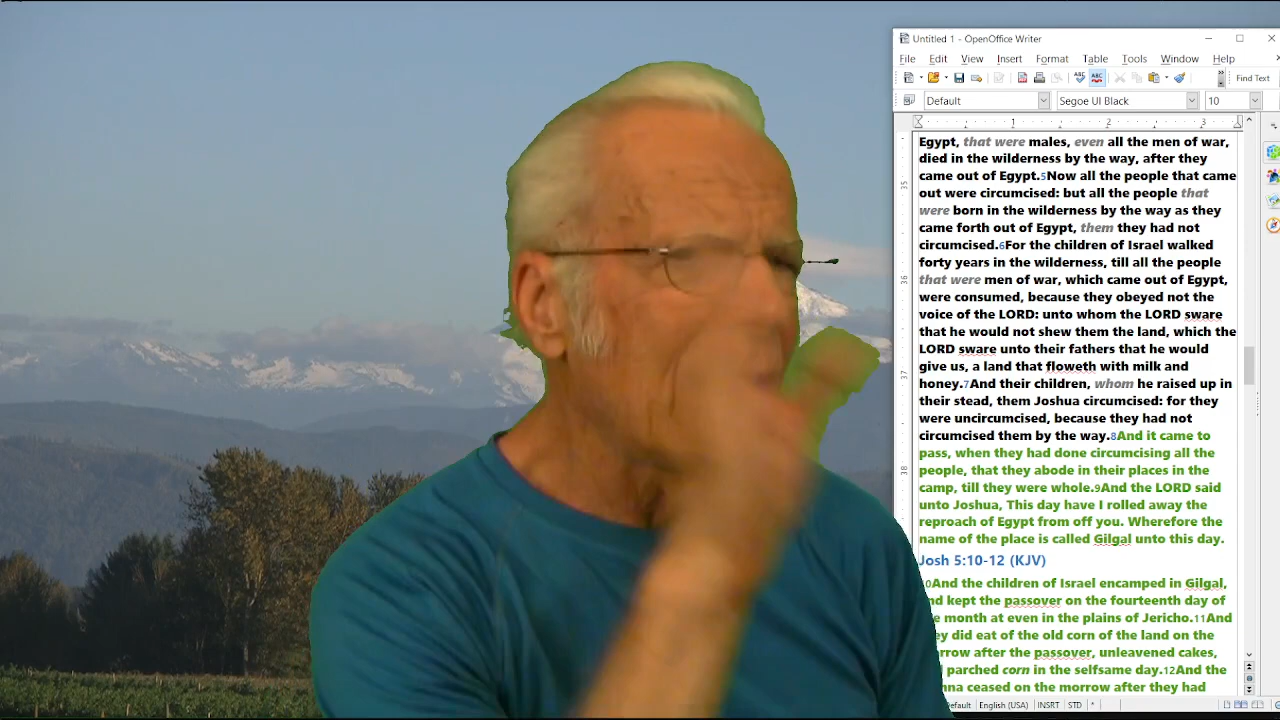 Untitled 1 - OpenOffice Writer
File Edit View Insert Format Table Tools Window Help
Find Text
Default Segoe UI Black 10
1 2 3
35
36
37
38
Egypt, that were males, even all the men of war,
died in the wilderness by the way, after they
came out of Egypt.5Now all the people that came
out were circumcised: but all the people that
were born in the wilderness by the way as they
came forth out of Egypt, them they had not
circumcised.6For the children of Israel walked
forty years in the wilderness, till all the people
that were men of war, which came out of Egypt,
were consumed, because they obeyed not the
voice of the LORD: unto whom the LORD sware
that he would not shew them the land, which the
LORD sware unto their fathers that he would
give us, a land that floweth with milk and
honey.7And their children, whom he raised up in
their stead, them Joshua circumcised: for they
were uncircumcised, because they had not
circumcised them by the way.8And it came to
pass, when they had done circumcising all the
people, that they abode in their places in the
camp, till they were whole.9And the LORD said
unto Joshua, This day have I rolled away the
reproach of Egypt from off you. Wherefore the
name of the place is called Gilgal unto this day.
Josh 5:10-12 (KJV)
0And the children of Israel encamped in Gilgal,
nd kept the passover on the fourteenth day of
e month at even in the plains of Jericho.11And
ey did eat of the old corn of the land on the
rrow after the passover, unleavened cakes,
parched corn in the selfsame day.12And the
nna ceased on the morrow after they had
efault English (USA) INSRT STD *